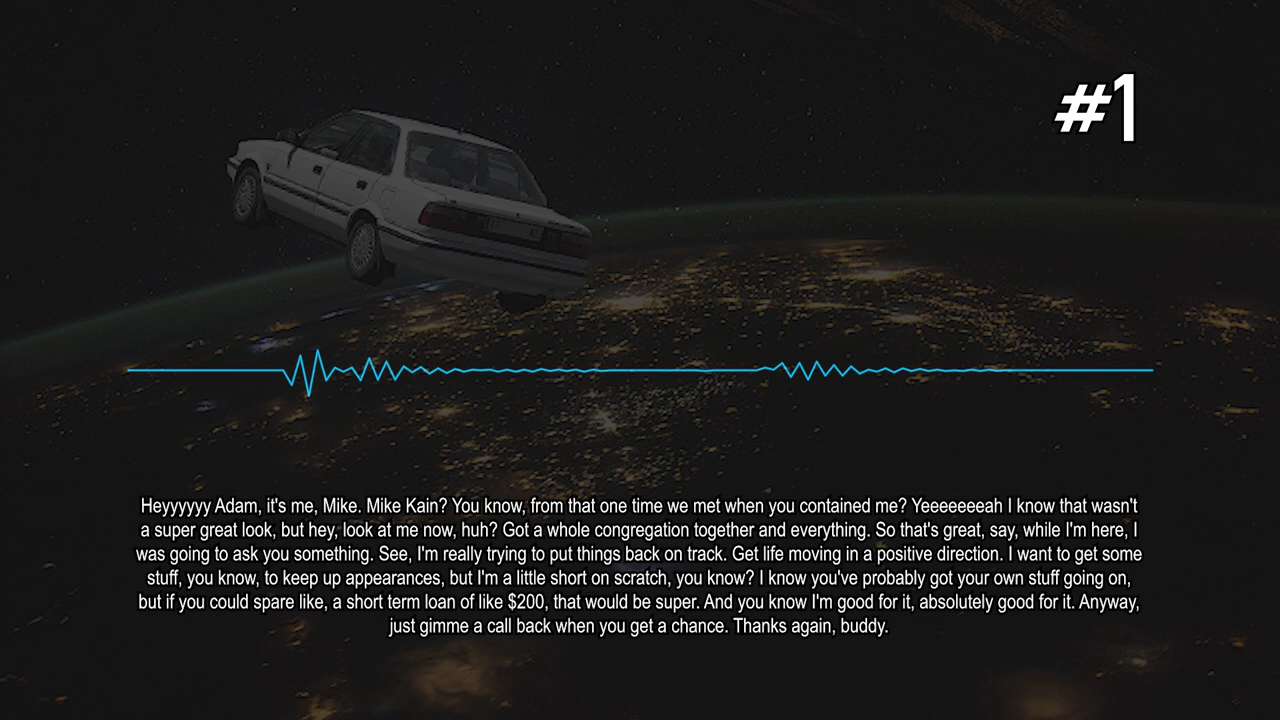 #1
Heyyyyyy Adam, it's me, Mike. Mike Kain? You know, from that one time we met when you contained me? Yeeeeeeeah I know that wasn't
a super great look, but hey, look at me now, huh? Got a whole congregation together and everything. So that's great, say, while I'm here, I
was going to ask you something. See, I'm really trying to put things back on track. Get life moving in a positive direction. I want to get some
stuff, you know, to keep up appearances, but I'm a little short on scratch, you know? I know you've probably got your own stuff going on,
but if you could spare like, a short term loan of like $200, that would be super. And you know I'm good for it, absolutely good for it. Anyway,
just gimme a call back when you get a chance. Thanks again, buddy.